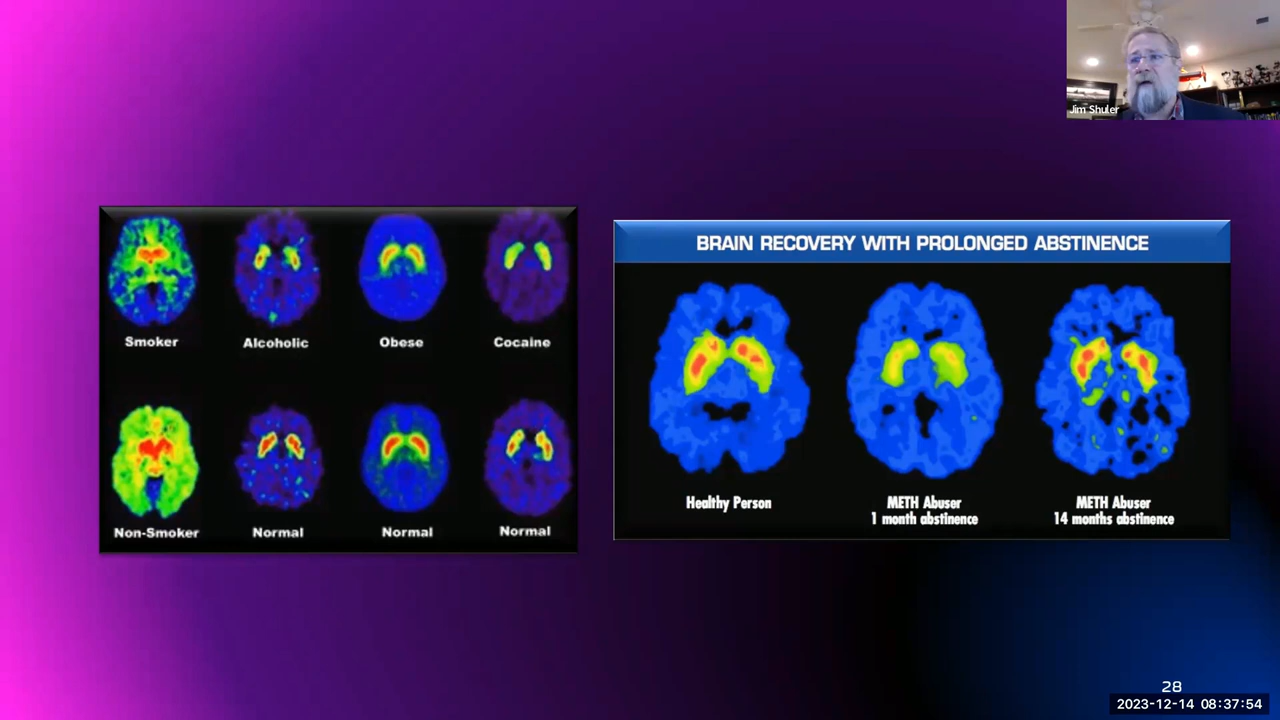 Jim Shuler
Smoker
Alcoholic
Obese
Cocaine
Non-Smoker
Normal
Normal
Normal
BRAIN RECOVERY WITH PROLONGED ABSTINENCE
Healthy Person
METH Abuser
1 month abstinence
METH Abuser
14 months abstinence
28
2023-12-14 08:37:54